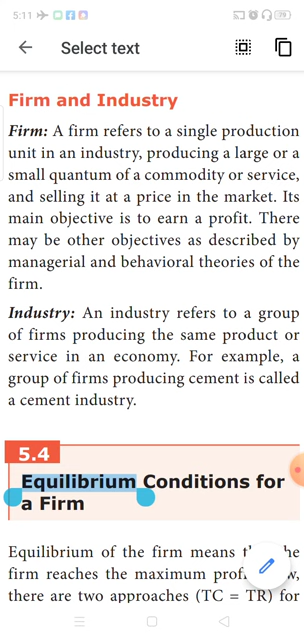 5:11
79
Select text
Firm and Industry
Firm: A firm refers to a single production
unit in an industry, producing a large or a
small quantum of a commodity or service,
and selling it at a price in the market. Its
main objective is to earn a profit. There
may be other objectives as described by
managerial and behavioral theories of the
firm.
Industry: An industry refers to a group
of firms producing the same product or
service in an economy. For example, a
group of firms producing cement is called
a cement industry.
5.4
Equilibrium Conditions for
a Firm
Equilibrium of the firm means
firm reaches the maximum
there are two approaches (TC = TR) for